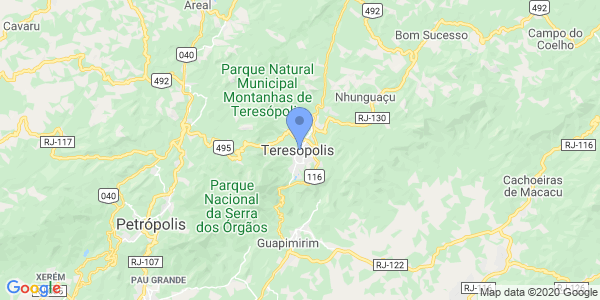 Areal
Cavaru
492
Campo do
Coelho
Bom Sucesso
040
492
Parque Natural
Municipal
Montanhas de
Teresópolis
492
Nhunguaçu
RJ-130
RJ-117
495
Teresópolis
RJ-116
116
Cachoeiras
de Macacu
Parque
Nacional
da Serra
dos Órgãos
040
Petrópolis
Guapimirim
RJ-107
RJ-122
XERÉM
PAU GRANDE
Google
Map data ©2020 Google